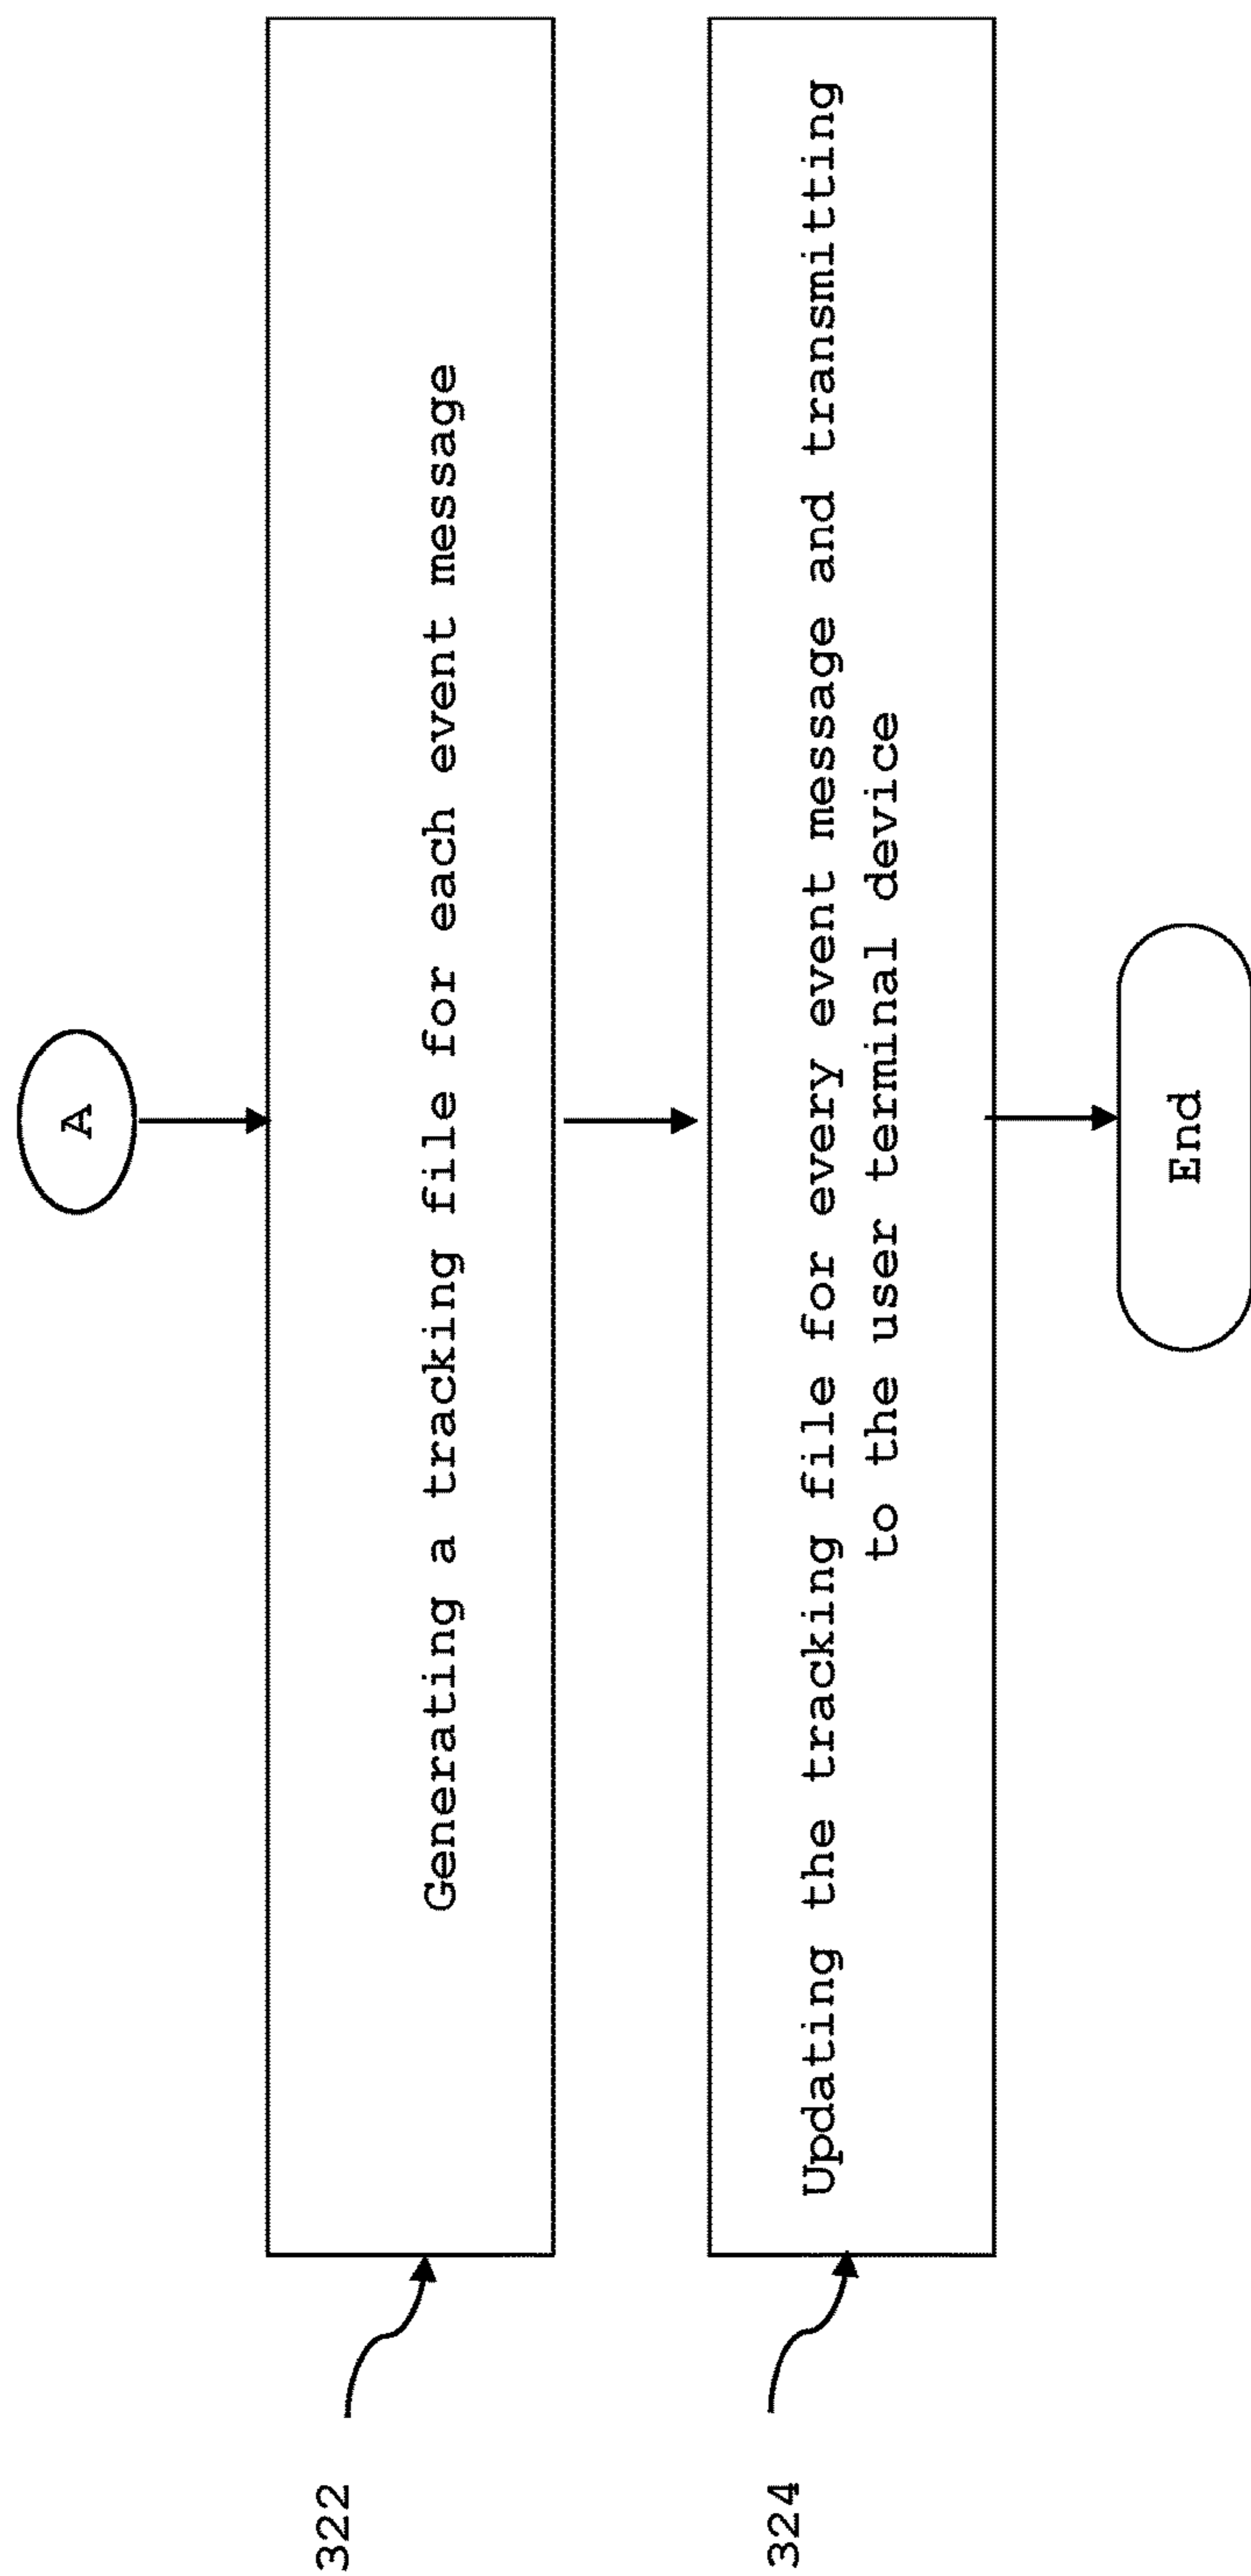 A
322
Generating a tracking file for each event message
324
Updating the tracking file for every event message and transmitting
to the user terminal device
End